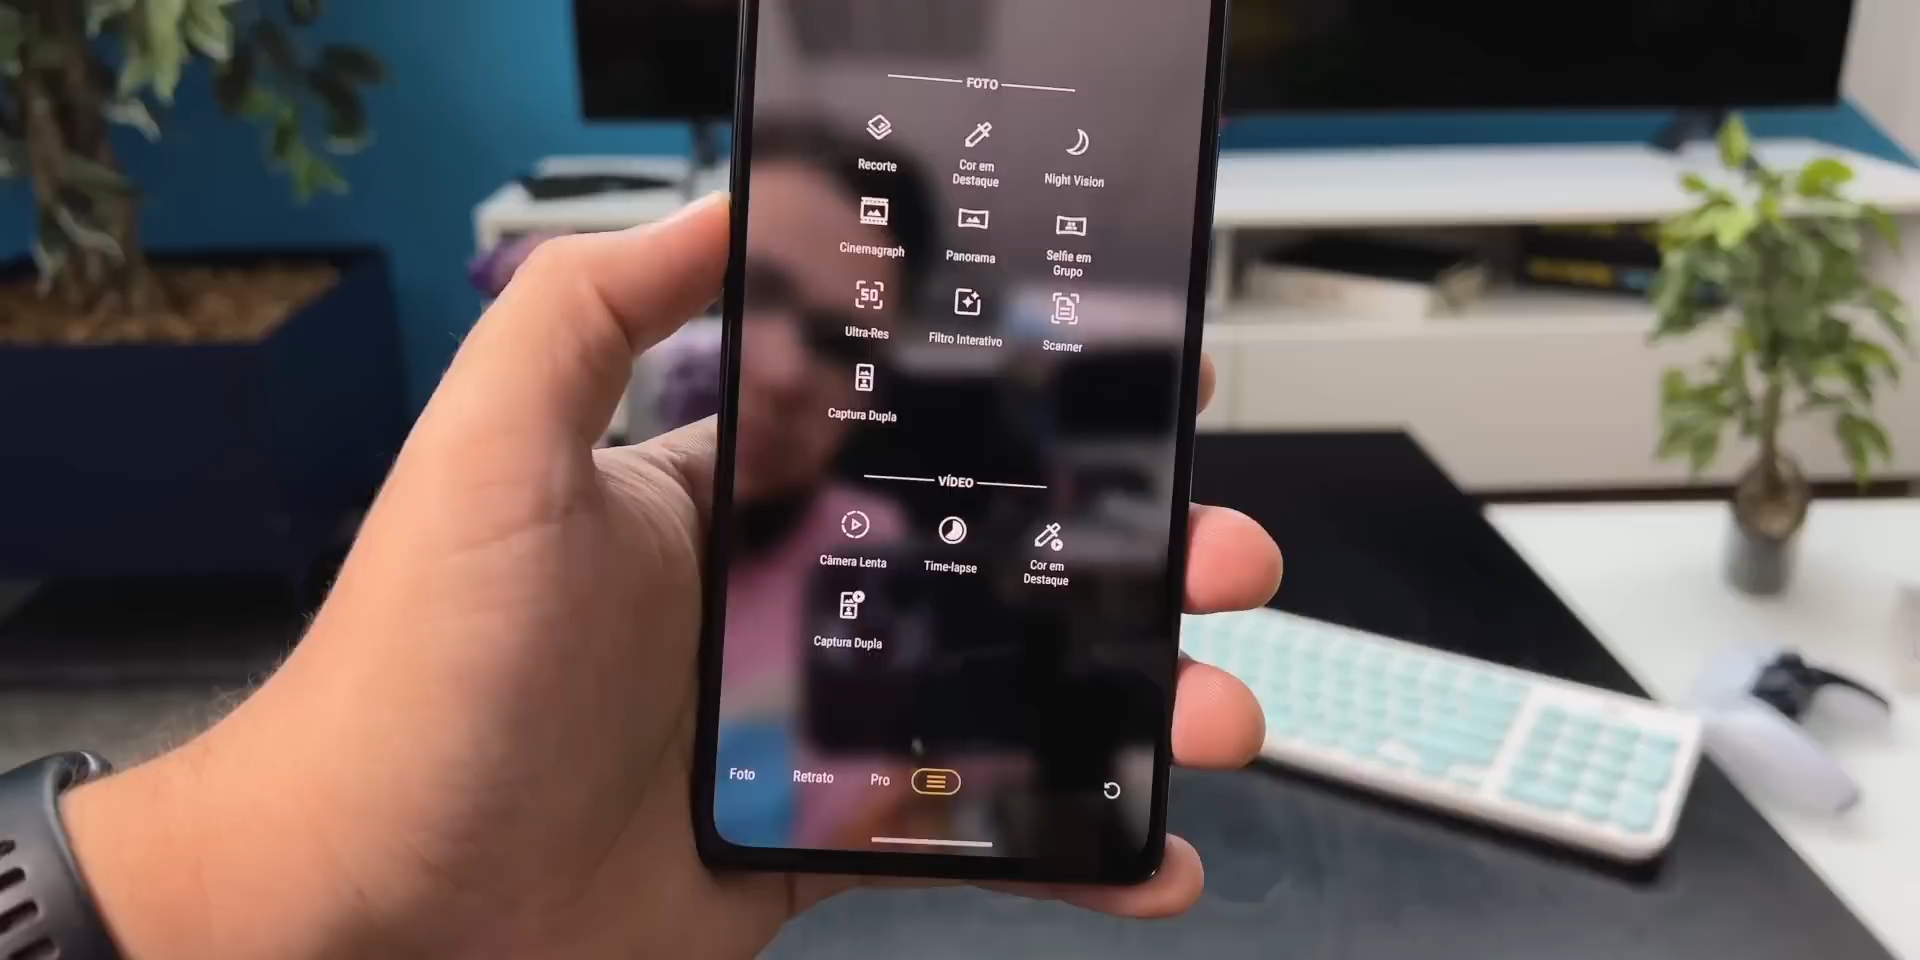 FOTO
Recorte
Cor em
Destaque
Night Vision
Cinemagraph
Panorama
Selfie em
Grupo
50
Ultra-Res
Filtro Interativo
Scanner
Captura Dupla
VÍDEO
Câmera Lenta
Time-lapse
Cor em
Destaque
Captura Dupla
Foto
Retrato
Pro